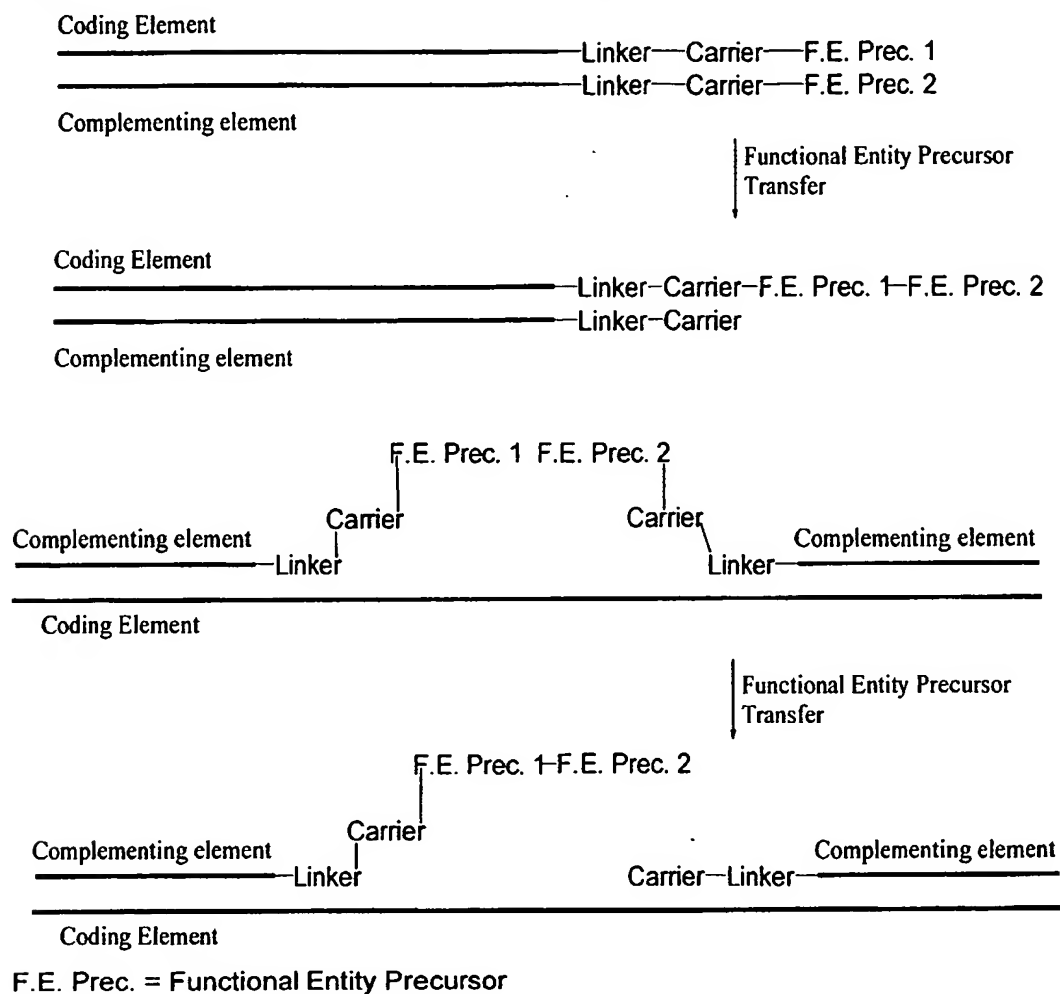 Coding Element
Linker—Carrier—F.E. Prec. 1
Linker—Carrier—F.E. Prec. 2
Complementing element
Functional Entity Precursor
Transfer
Coding Element
Linker—Carrier—F.E. Prec. 1—F.E. Prec. 2
Linker—Carrier
Complementing element
F.E. Prec. 1 F.E. Prec. 2
Carrier Carrier
Complementing element Complementing element
Linker Linker
Coding Element
Functional Entity Precursor
Transfer
F.E. Prec. 1—F.E. Prec. 2
Carrier
Complementing element Complementing element
Linker Carrier—Linker
Coding Element
F.E. Prec. = Functional Entity Precursor